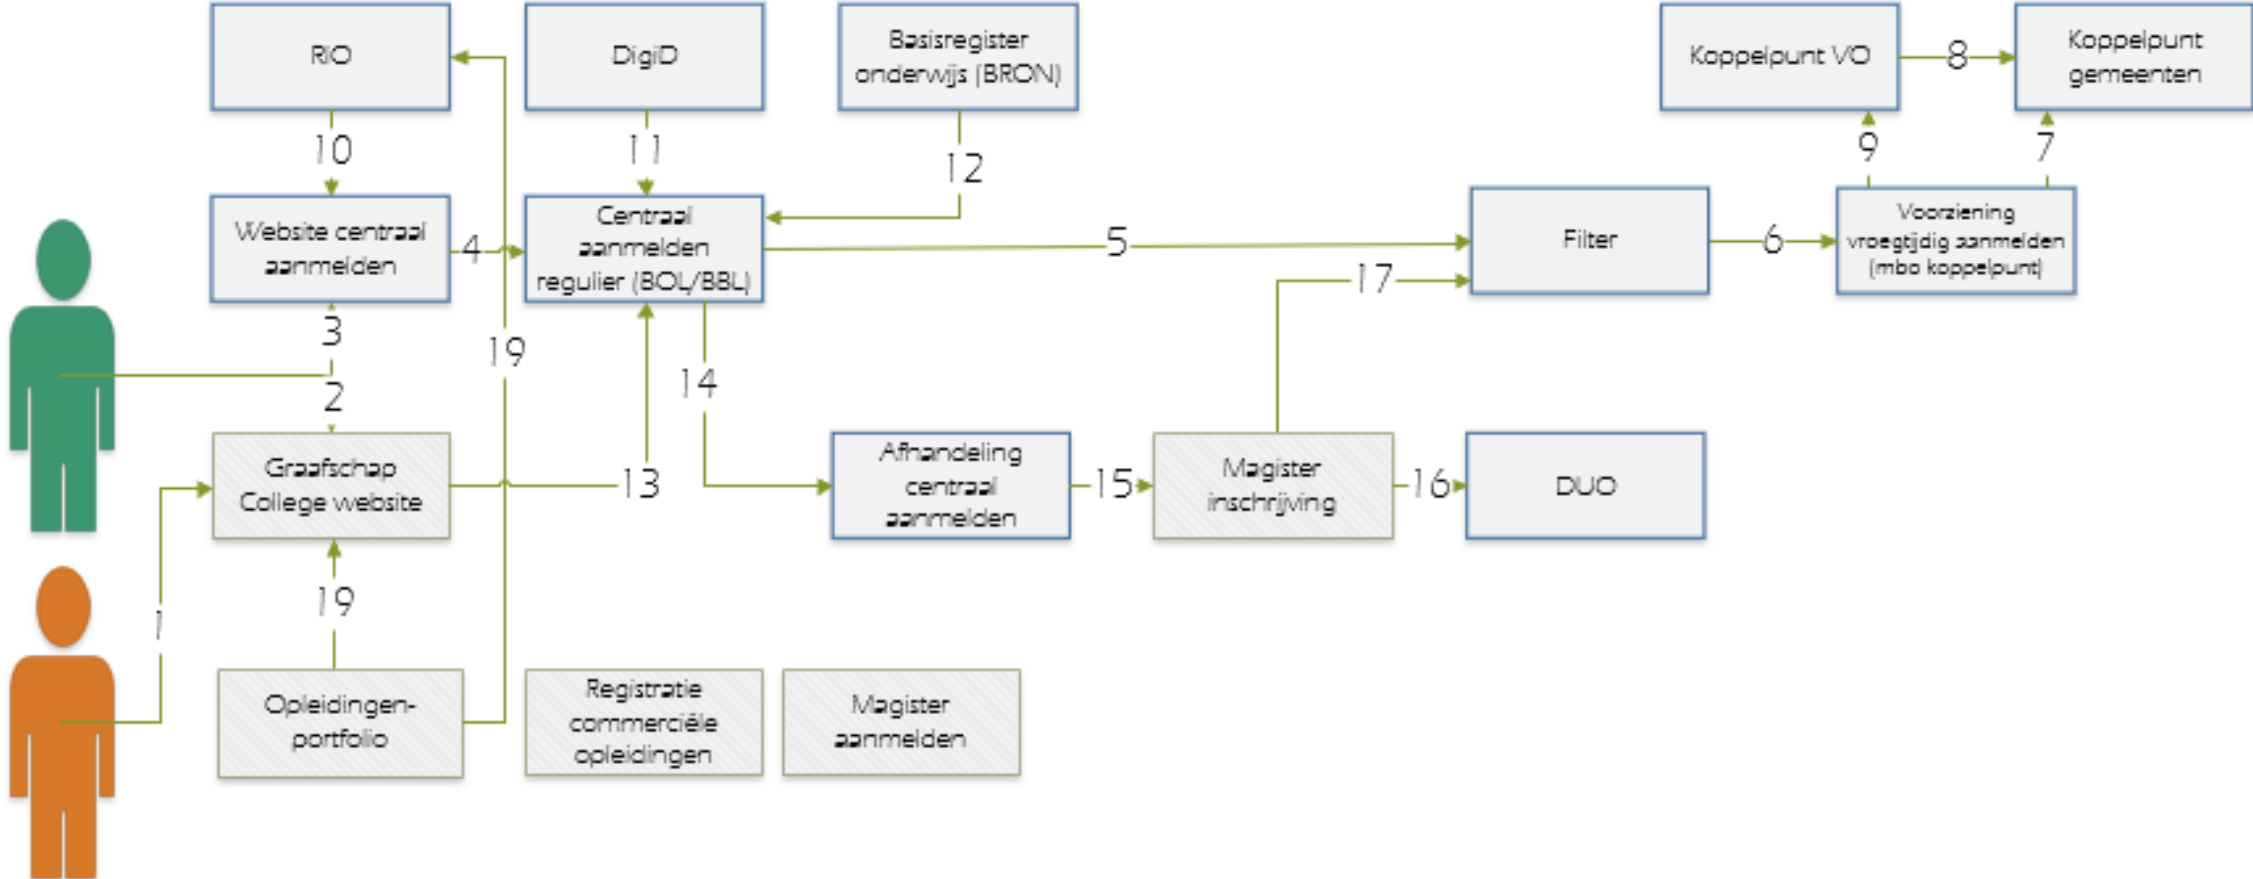 RIO
DigiD
Basisregister
onderwijs (BRON)
Koppelpunt VO
8
Koppelpunt
gemeenten
10
11
12
9
7
Website centraal
aanmelden
4
Centraal
aanmelden
regulier (BOL/BBL)
5
Filter
6
Voorziening
vroegtijdig aanmelden
(mbo koppelpunt)
17
3
19
2
14
Graafschap
College website
13
Afhandeling
centraal
aanmelden
15
Magister
inschrijving
16
DUO
19
1
Opleidingen-
portfolio
Registratie
commerciële
opleidingen
Magister
aanmelden